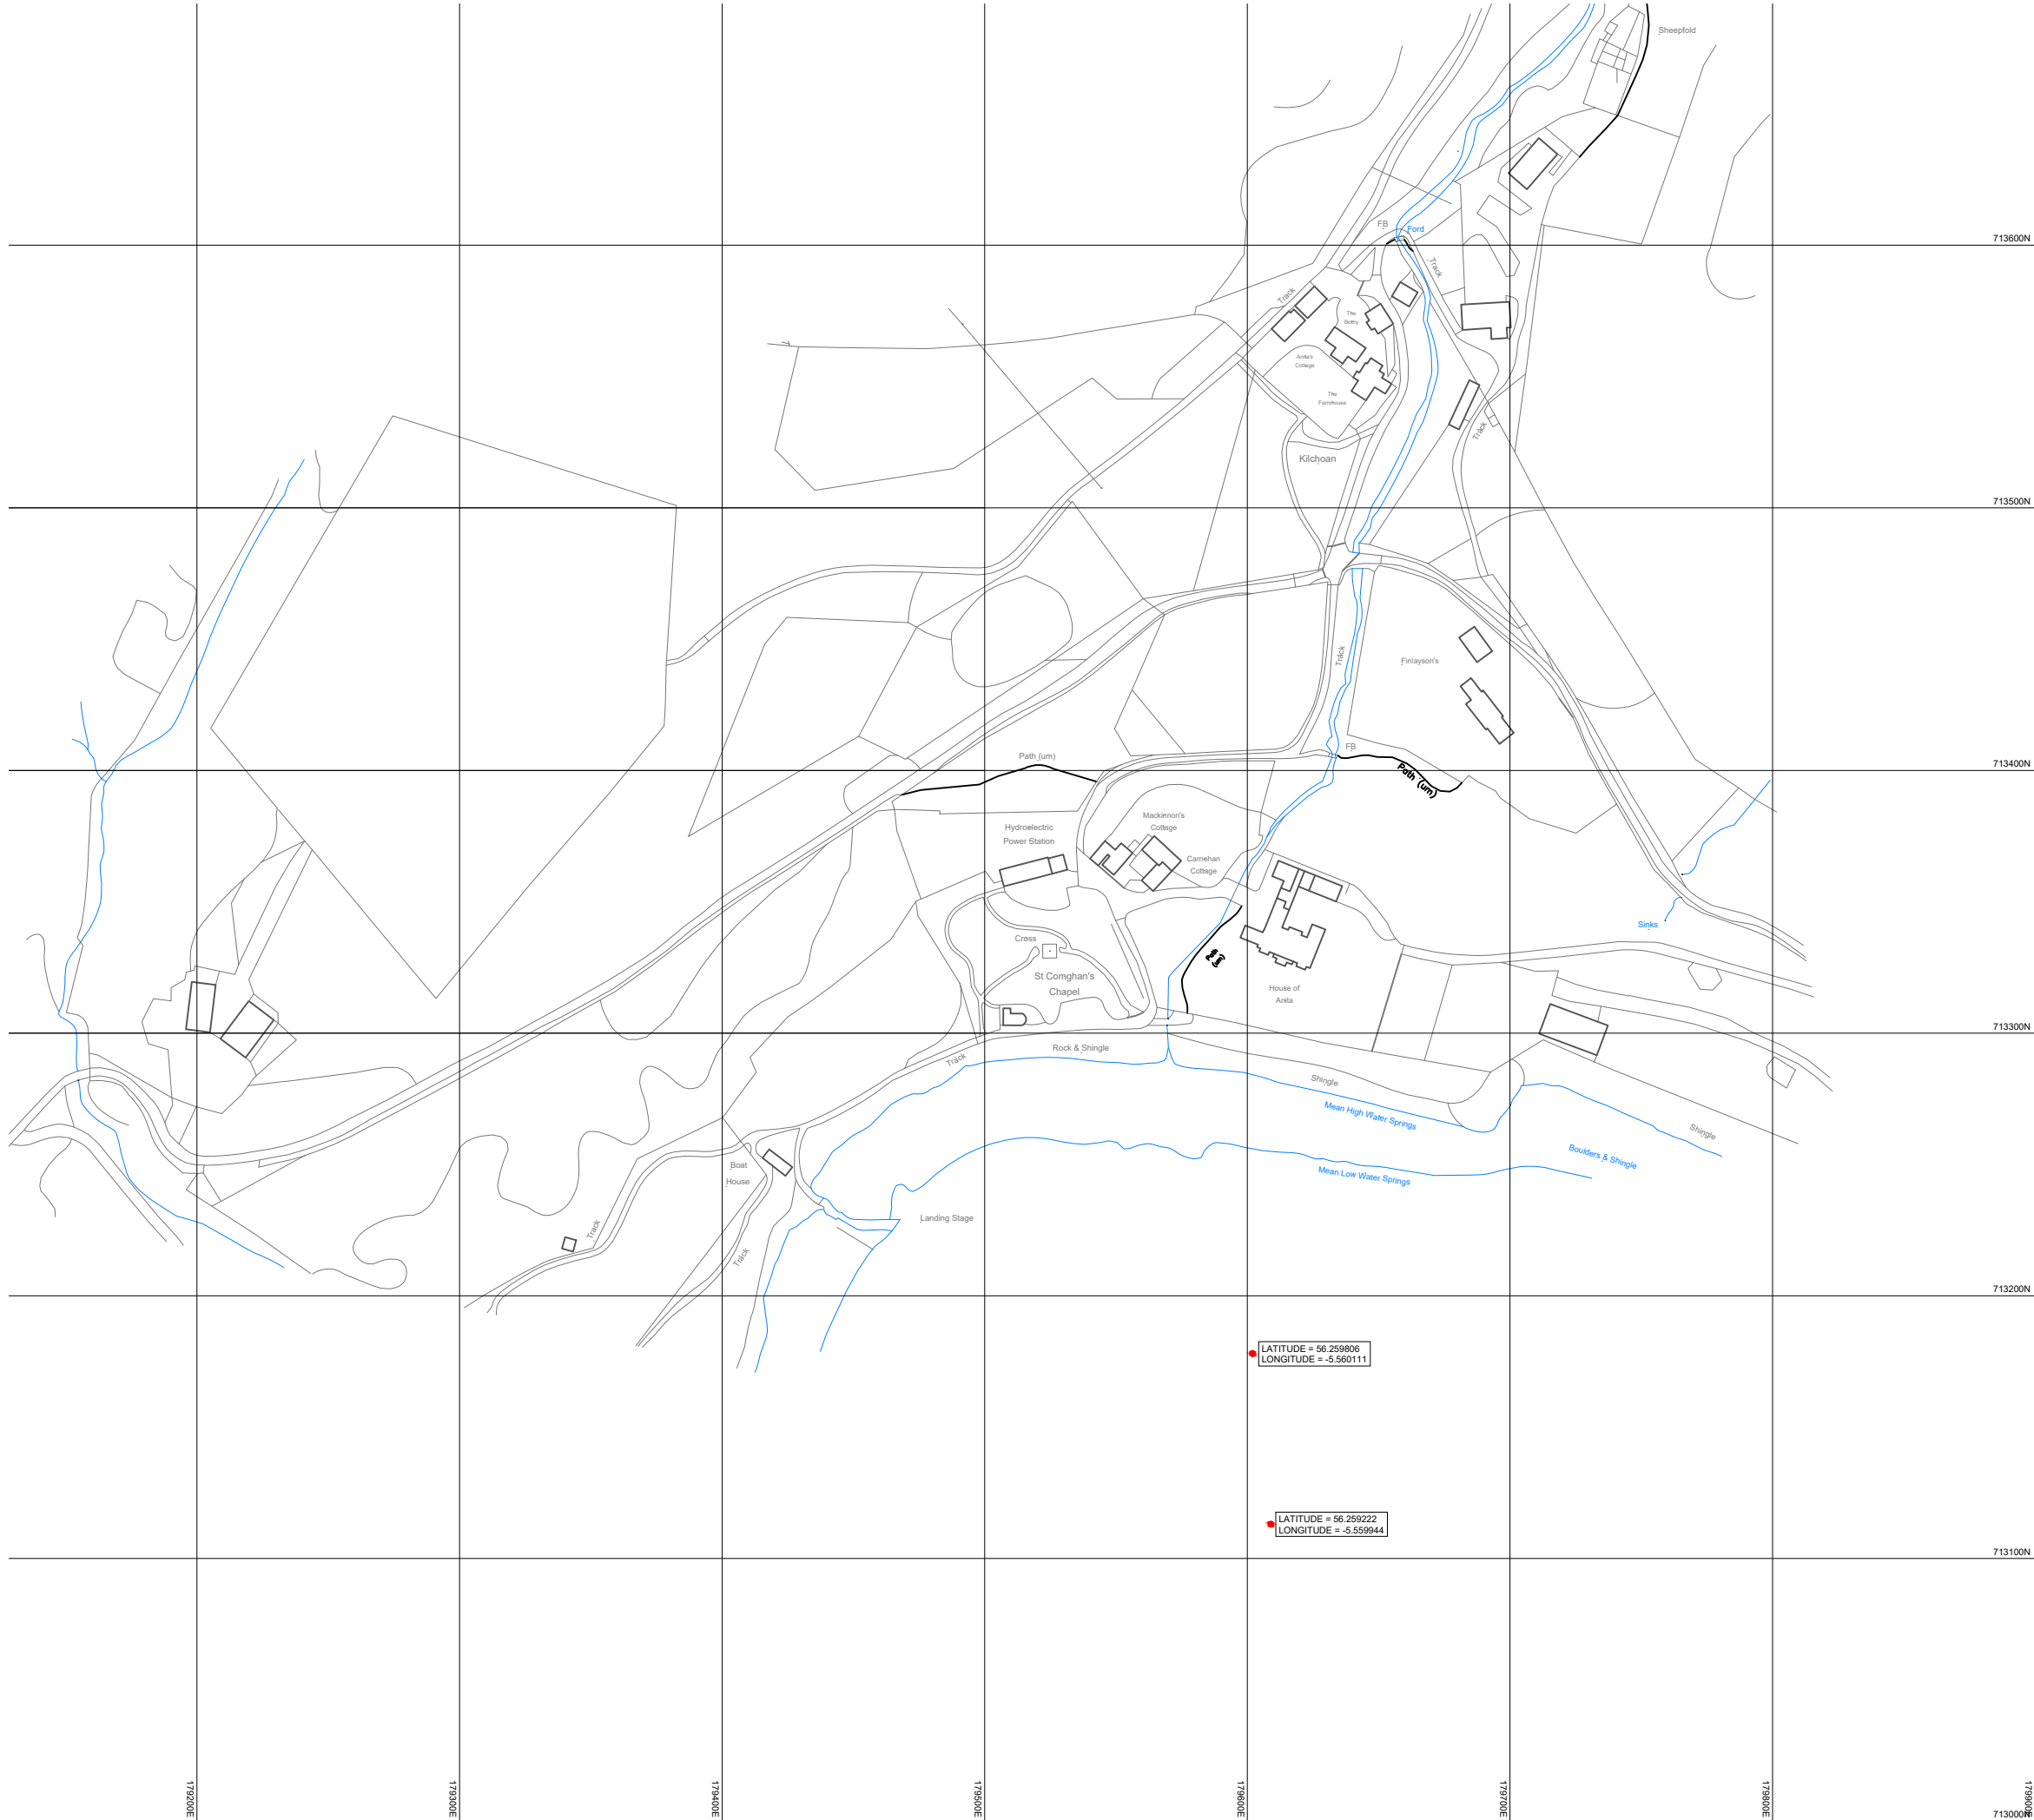 Sheepfold
FB
Ford
713600N
Track
Track
The
Bothy
Anita's
Cottage
The
Farmhouse
Track
Kilchoan
713500N
Track
Finlayson's
FB
Path (um)
713400N
Path (um)
Mackinnon's
Cottage
Hydroelectric
Power Station
Carnehan
Cottage
Sinks
Cross
Path
(um)
St Comghan's
Chapel
House of
Anita
713300N
Rock & Shingle
Track
Shingle
Mean High Water Springs
Shingle
Boulders & Shingle
Boat
House
Mean Low Water Springs
Landing Stage
Track
Track
713200N
LATITUDE = 56.259806
LONGITUDE = -5.560111
LATITUDE = 56.259222
LONGITUDE = -5.559944
713100N
179200E
179300E
179400E
179500E
179600E
179700E
179800E
179900E
713000N